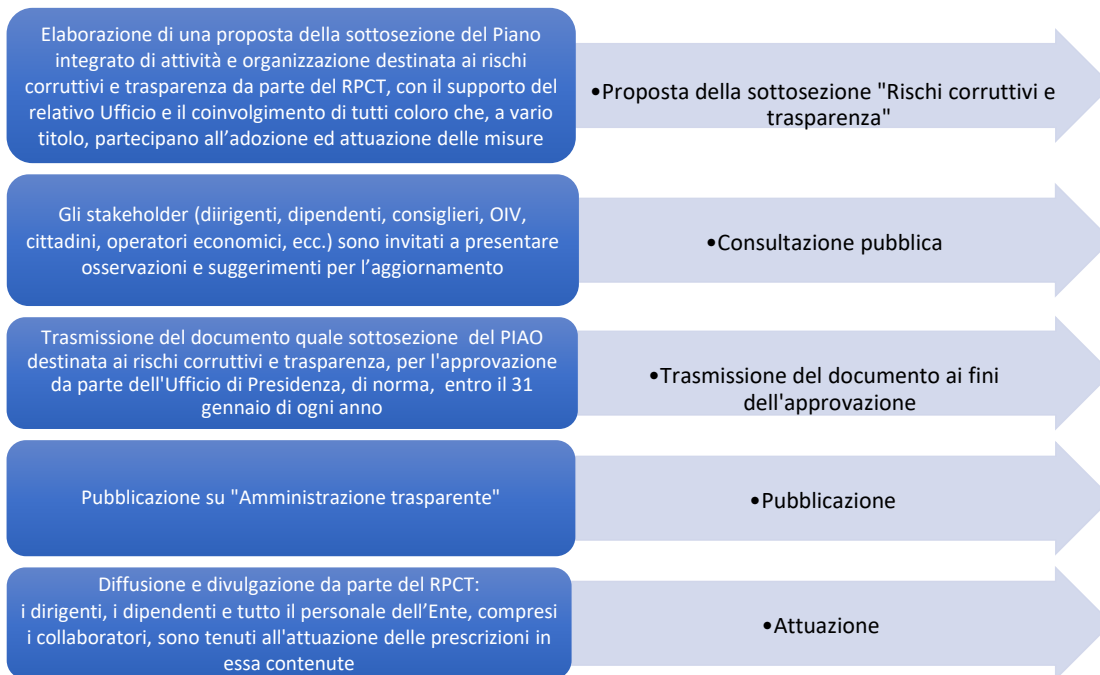 Elaborazione di una proposta della sottosezione del Piano
integrato di attività e organizzazione destinata ai rischi
corruttivi e trasparenza da parte del RPCT, con il supporto del
relativo Ufficio e il coinvolgimento di tutti coloro che, a vario
titolo, partecipano all’adozione ed attuazione delle misure
•Proposta della sottosezione "Rischi corruttivi e
trasparenza"
Gli stakeholder (diirigenti, dipendenti, consiglieri, OIV,
cittadini, operatori economici, ecc.) sono invitati a presentare
osservazioni e suggerimenti per l’aggiornamento
•Consultazione pubblica
Trasmissione del documento quale sottosezione del PIAO
destinata ai rischi corruttivi e trasparenza, per l'approvazione
da parte dell'Ufficio di Presidenza, di norma, entro il 31
gennaio di ogni anno
•Trasmissione del documento ai fini
dell'approvazione
Pubblicazione su "Amministrazione trasparente"
•Pubblicazione
Diffusione e divulgazione da parte del RPCT:
i dirigenti, i dipendenti e tutto il personale dell’Ente, compresi
i collaboratori, sono tenuti all'attuazione delle prescrizioni in
essa contenute
•Attuazione